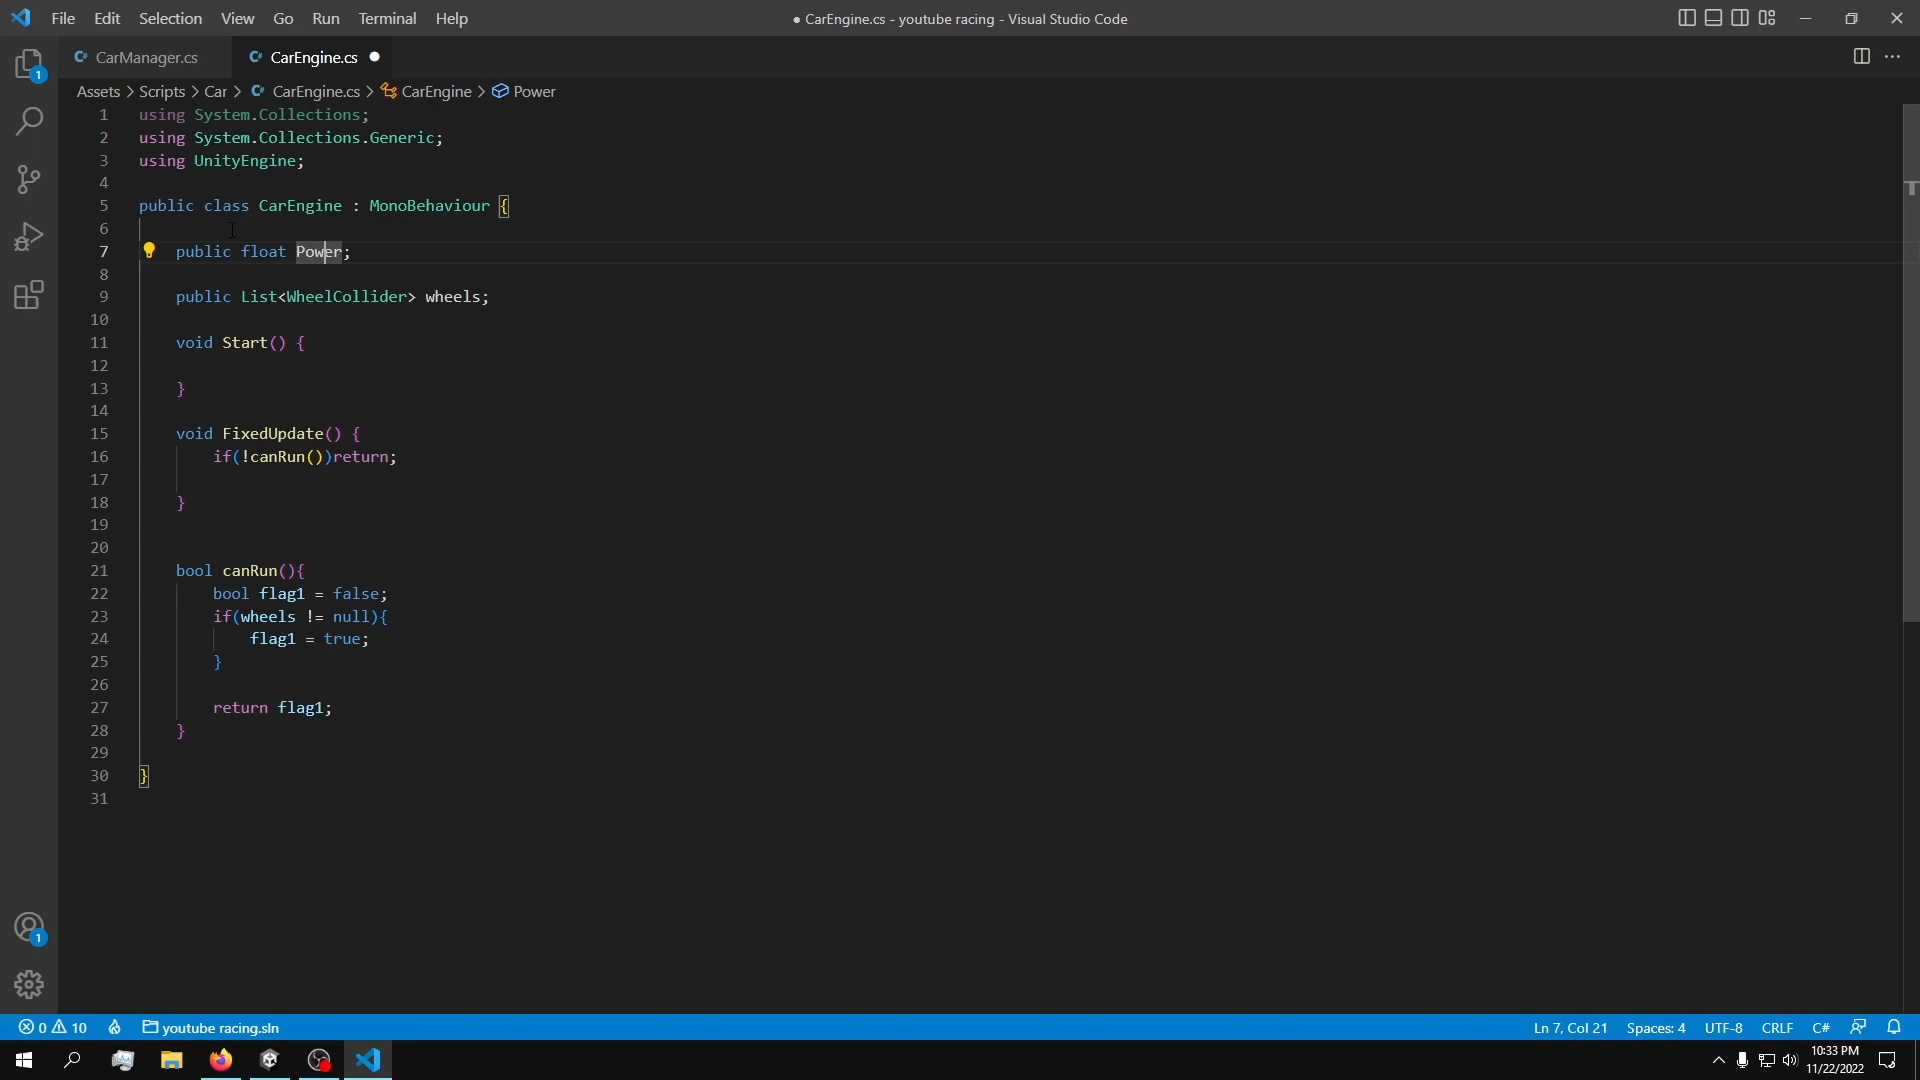 File Edit Selection View Go Run Terminal Help
● CarEngine.cs - youtube racing - Visual Studio Code
CarManager.cs
CarEngine.cs
Assets > Scripts > Car > CarEngine.cs > CarEngine > Power
1 using System.Collections;
2 using System.Collections.Generic;
3 using UnityEngine;
4
5 public class CarEngine : MonoBehaviour {
6
7 public float Power;
8
9 public List<WheelCollider> wheels;
10
11 void Start() {
12
13 }
14
15 void FixedUpdate() {
16 if(!canRun())return;
17
18 }
19
20
21 bool canRun(){
22 bool flag1 = false;
23 if(wheels != null){
24 flag1 = true;
25 }
26
27 return flag1;
28 }
29
30 }
31
1
1
0 10 youtube racing.sln
Ln 7, Col 21 Spaces: 4 UTF-8 CRLF C#
10:33 PM
11/22/2022